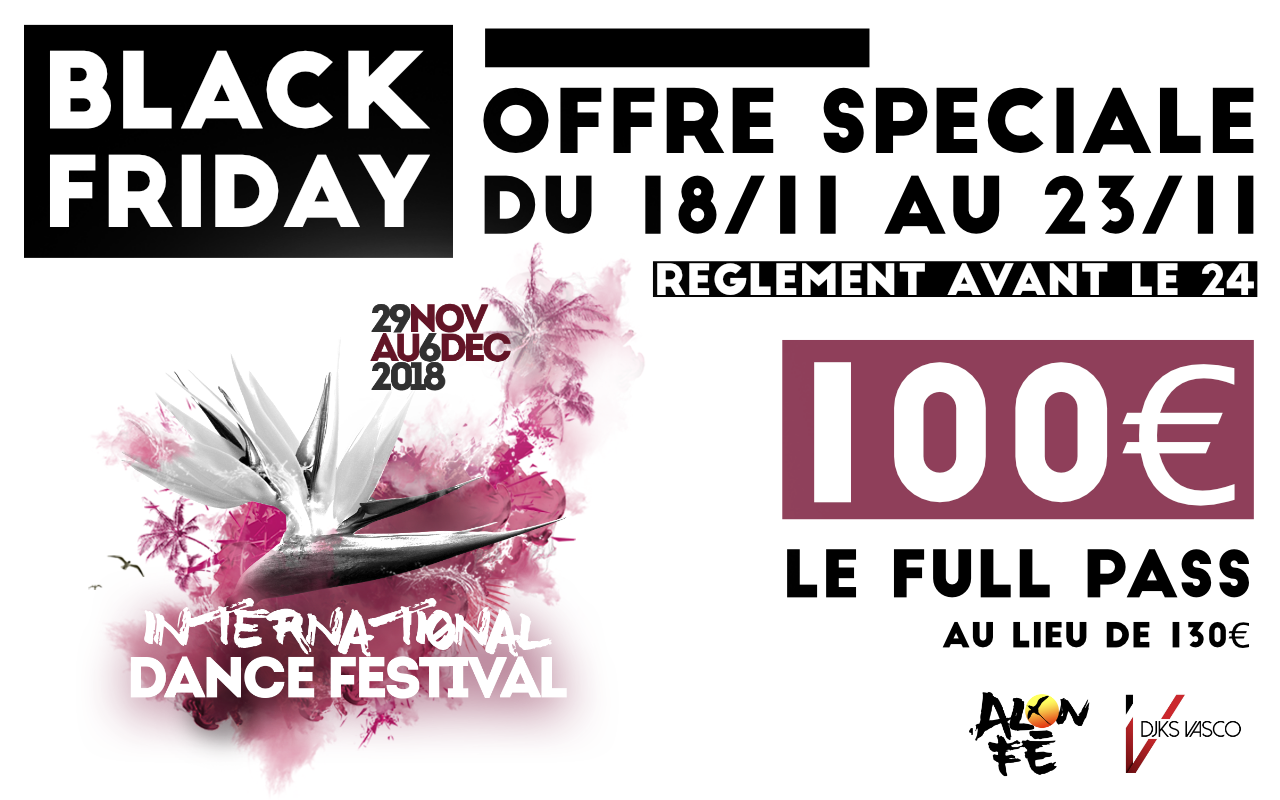 BLACK
FRIDAY
OFFRE SPECIALE
DU 18/11 AU 23/11
REGLEMENT AVANT LE 24
29NOV
AU6DEC
2018
100€
LE FULL PASS
AU LIEU DE 130€
INTERNATIONAL
DANCE FESTIVAL
ALON
FÈ
DJKS VASCO